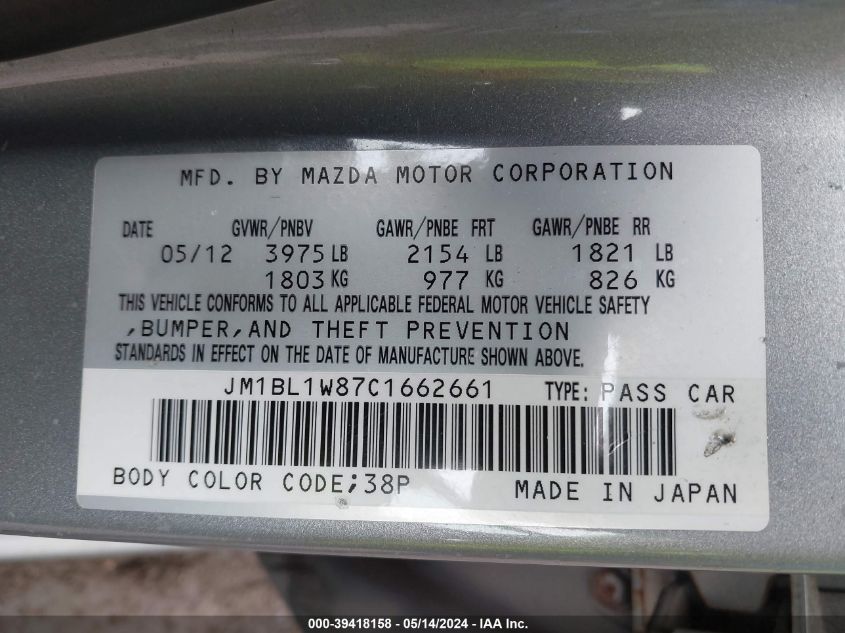 MFD. BY MAZDA MOTOR CORPORATION
DATE GVWR/PNBV GAWR/PNBE FRT GAWR/PNBE RR
05/12 3975 LB 2154 LB 1821 LB
1803 KG 977 KG 826 KG
THIS VEHICLE CONFORMS TO ALL APPLICABLE FEDERAL MOTOR VEHICLE SAFETY
,BUMPER,AND THEFT PREVENTION
STANDARDS IN EFFECT ON THE DATE OF MANUFACTURE SHOWN ABOVE.
JM1BL1W87C1662661 TYPE: PASS CAR
BODY COLOR CODE;38P MADE IN JAPAN
000-39418158 - 05/14/2024 - IAA Inc.